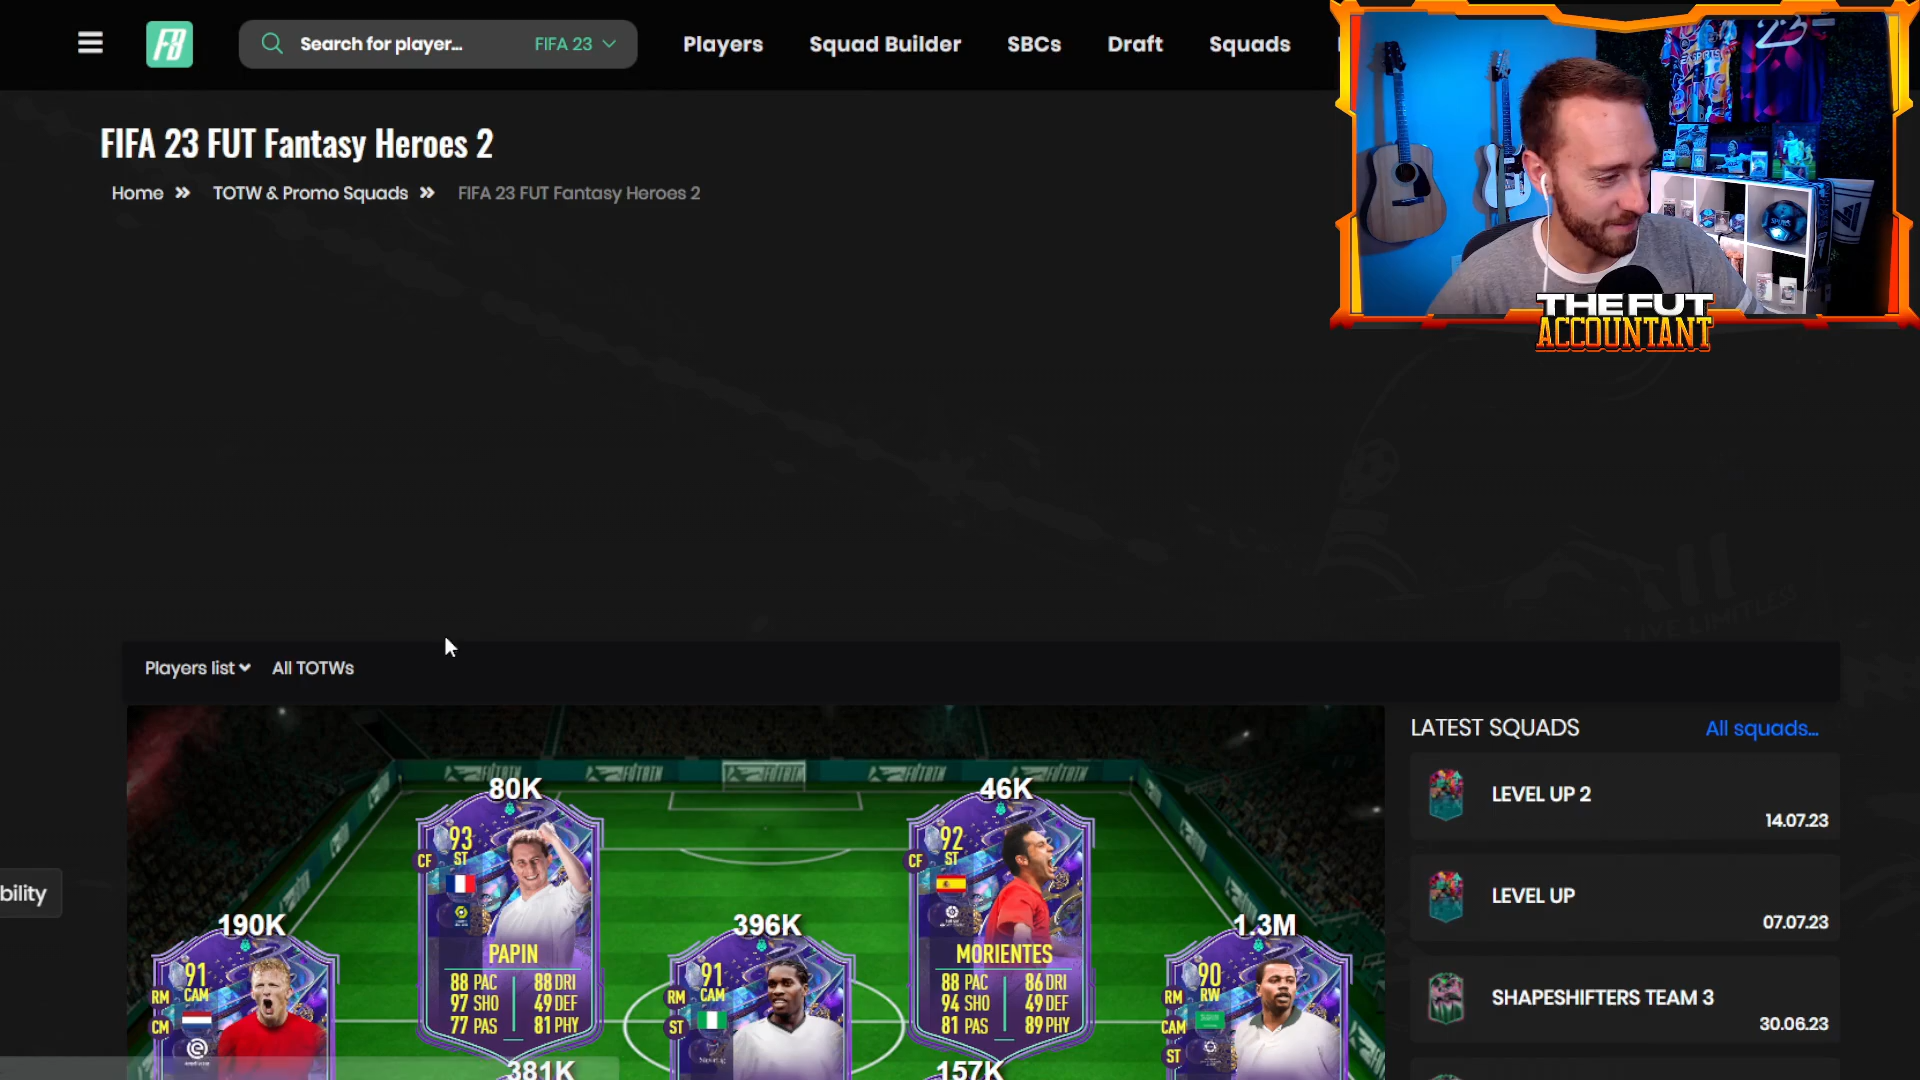 Search for player...
FIFA 23
Players
Squad Builder
SBCs
Draft
Squads
THE FUT
ACCOUNTANT
FIFA 23 FUT Fantasy Heroes 2
Home » TOTW & Promo Squads » FIFA 23 FUT Fantasy Heroes 2
Players list
All TOTWs
LATEST SQUADS
All squads...
LEVEL UP 2
14.07.23
LEVEL UP
07.07.23
SHAPESHIFTERS TEAM 3
30.06.23
bility
80K
93
ST
CF
PAPIN
88 PAC 88 DRI
97 SHO 49 DEF
77 PAS 81 PHY
46K
92
ST
CF
MORIENTES
88 PAC 86 DRI
94 SHO 49 DEF
81 PAS 89 PHY
190K
91
CAM
RM
CM
396K
91
CAM
RM
ST
1.3M
90
RW
RM
CAM
ST
381K
157K